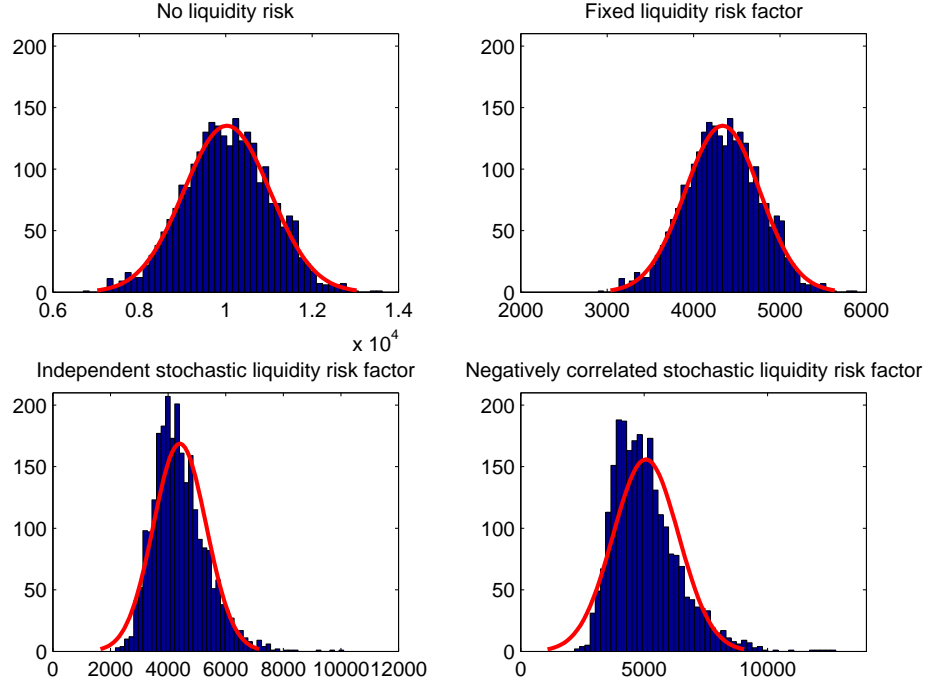 No liquidity risk
Fixed liquidity risk factor
200
150
100
50
0
0.6 0.8 1 1.2 1.4
x 10^4
200
150
100
50
0
2000 3000 4000 5000 6000
Independent stochastic liquidity risk factor
Negatively correlated stochastic liquidity risk factor
200
150
100
50
0
0 2000 4000 6000 8000 10000 12000
200
150
100
50
0
0 5000 10000